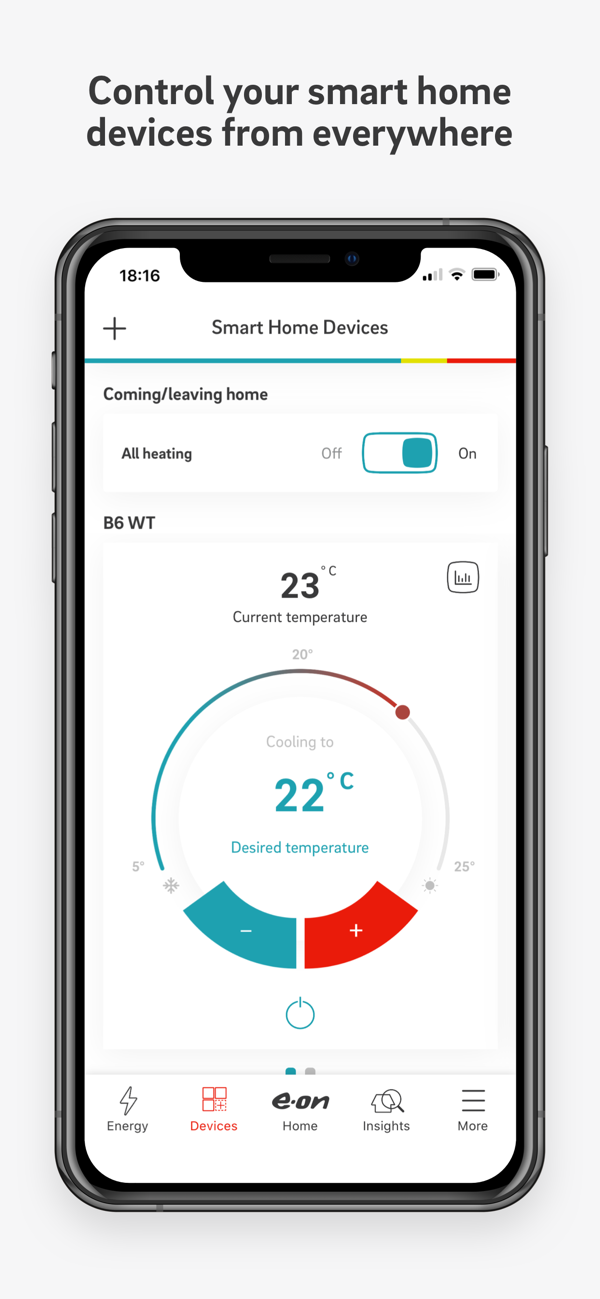 Control your smart home
devices from everywhere
18:16
Smart Home Devices
Coming/leaving home
All heating Off On
B6 WT
23°C
Current temperature
20°
Cooling to
22°C
Desired temperature
5° 25°
− +
Energy Devices e·on Home Insights More